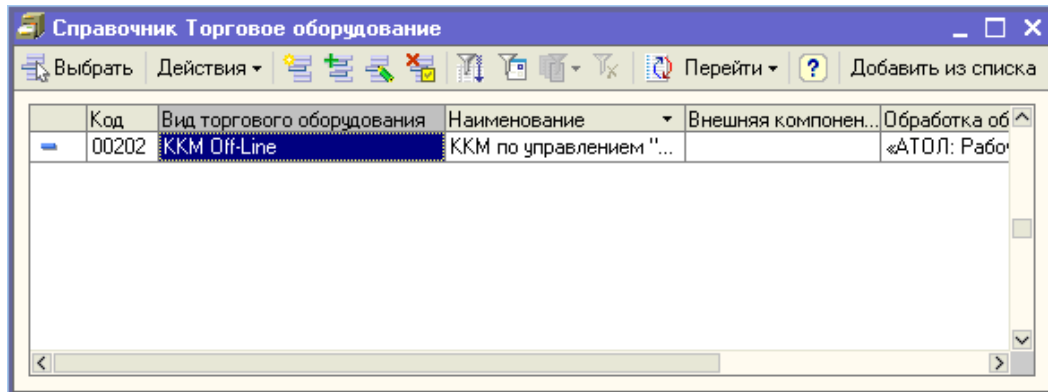 Справочник Торговое оборудование
Выбрать Действия Перейти ? Добавить из списка
Код Вид торгового оборудования Наименование Внешняя компонен... Обработка об
00202 ККМ Off-Line ККМ по управлением "... «АТОЛ: Рабоч